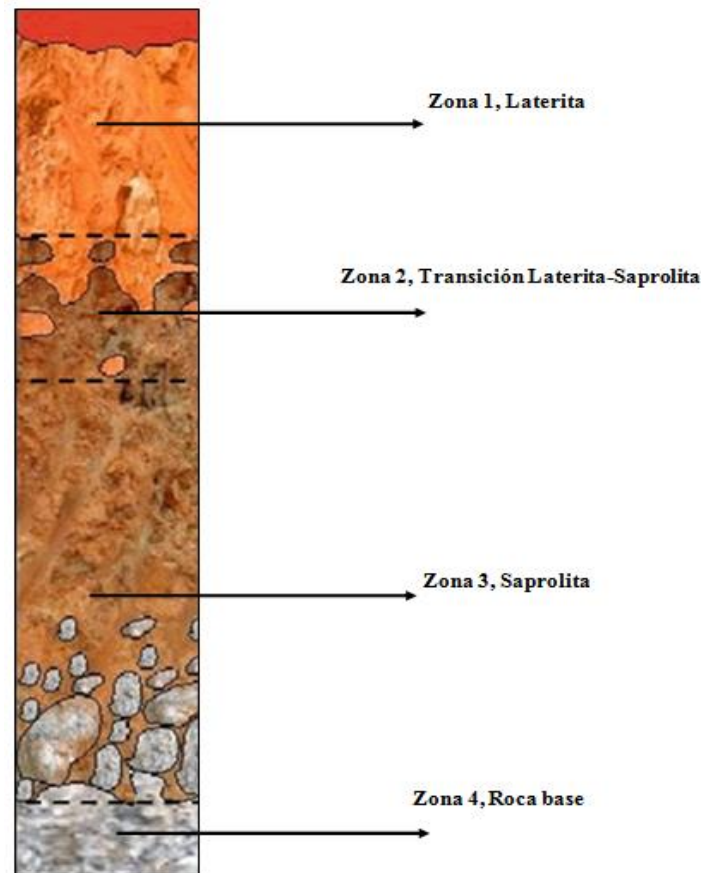 Zona 1, Laterita
Zona 2, Transición Laterita-Saprolita
Zona 3, Saprolita
Zona 4, Roca base